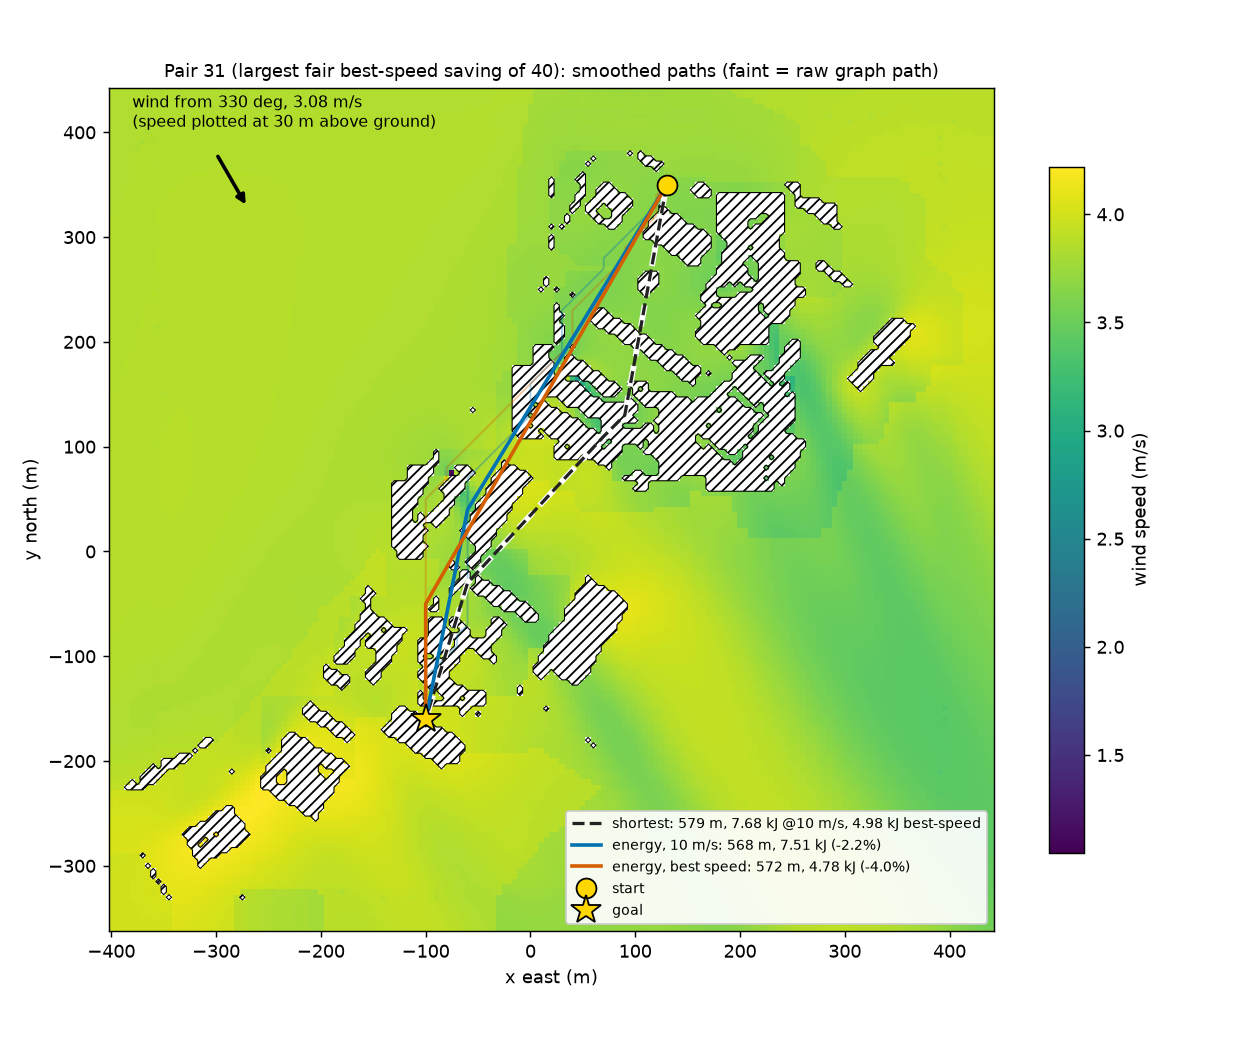 Pair 31 (largest fair best-speed saving of 40): smoothed paths (faint = raw graph path)
wind from 330 deg, 3.08 m/s
(speed plotted at 30 m above ground)
400
300
200
100
0
−100
−200
−300
y north (m)
−400 −300 −200 −100 0 100 200 300 400
x east (m)
shortest: 579 m, 7.68 kJ @10 m/s, 4.98 kJ best-speed
energy, 10 m/s: 568 m, 7.51 kJ (-2.2%)
energy, best speed: 572 m, 4.78 kJ (-4.0%)
start
goal
4.0
3.5
3.0
2.5
2.0
1.5
wind speed (m/s)